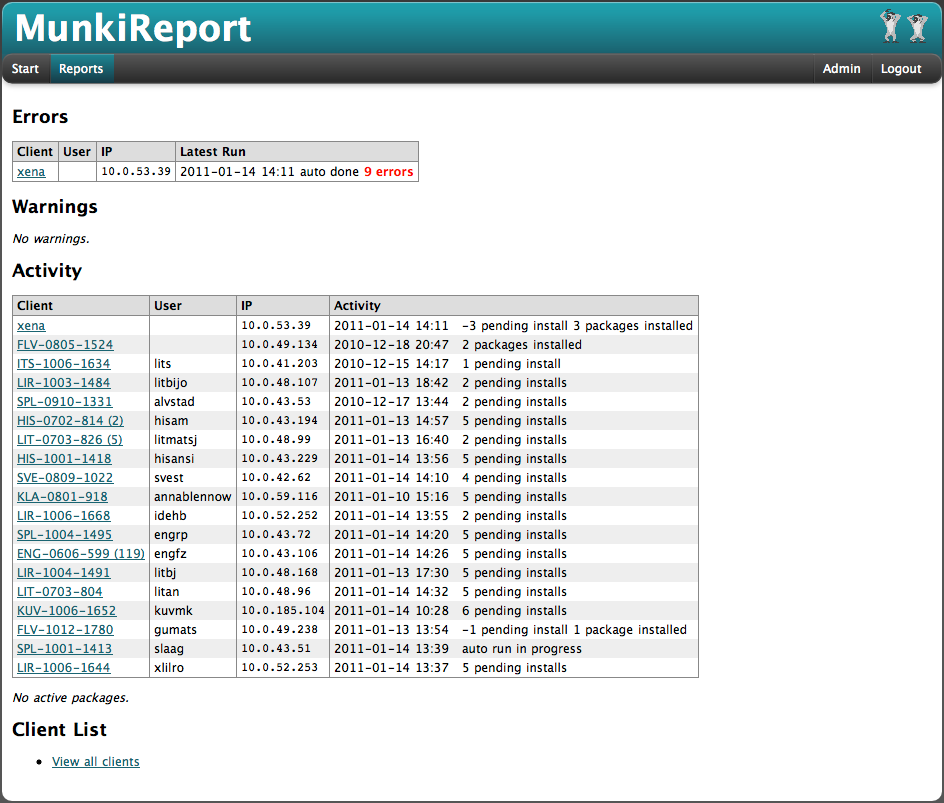 MunkiReport
Start Reports Admin Logout
Errors
Client User IP Latest Run
xena 10.0.53.39 2011-01-14 14:11 auto done 9 errors
Warnings
No warnings.
Activity
Client User IP Activity
xena 10.0.53.39 2011-01-14 14:11 -3 pending install 3 packages installed
FLV-0805-1524 10.0.49.134 2010-12-18 20:47 2 packages installed
ITS-1006-1634 lits 10.0.41.203 2010-12-15 14:17 1 pending install
LIR-1003-1484 litbijo 10.0.48.107 2011-01-13 18:42 2 pending installs
SPL-0910-1331 alvstad 10.0.43.53 2010-12-17 13:44 2 pending installs
HIS-0702-814 (2) hisam 10.0.43.194 2011-01-13 14:57 5 pending installs
LIT-0703-826 (5) litmatsj 10.0.48.99 2011-01-13 16:40 2 pending installs
HIS-1001-1418 hisansi 10.0.43.229 2011-01-14 13:56 5 pending installs
SVE-0809-1022 svest 10.0.42.62 2011-01-14 14:10 4 pending installs
KLA-0801-918 annablennow 10.0.59.116 2011-01-10 15:16 5 pending installs
LIR-1006-1668 idehb 10.0.52.252 2011-01-14 13:55 2 pending installs
SPL-1004-1495 engrp 10.0.43.72 2011-01-14 14:20 5 pending installs
ENG-0606-599 (119) engfz 10.0.43.106 2011-01-14 14:26 5 pending installs
LIR-1004-1491 litbj 10.0.48.168 2011-01-13 17:30 5 pending installs
LIT-0703-804 litan 10.0.48.96 2011-01-14 14:32 5 pending installs
KUV-1006-1652 kuvmk 10.0.185.104 2011-01-14 10:28 6 pending installs
FLV-1012-1780 gumats 10.0.49.238 2011-01-13 13:54 -1 pending install 1 package installed
SPL-1001-1413 slaag 10.0.43.51 2011-01-14 13:39 auto run in progress
LIR-1006-1644 xlilro 10.0.52.253 2011-01-14 13:37 5 pending installs
No active packages.
Client List
• View all clients